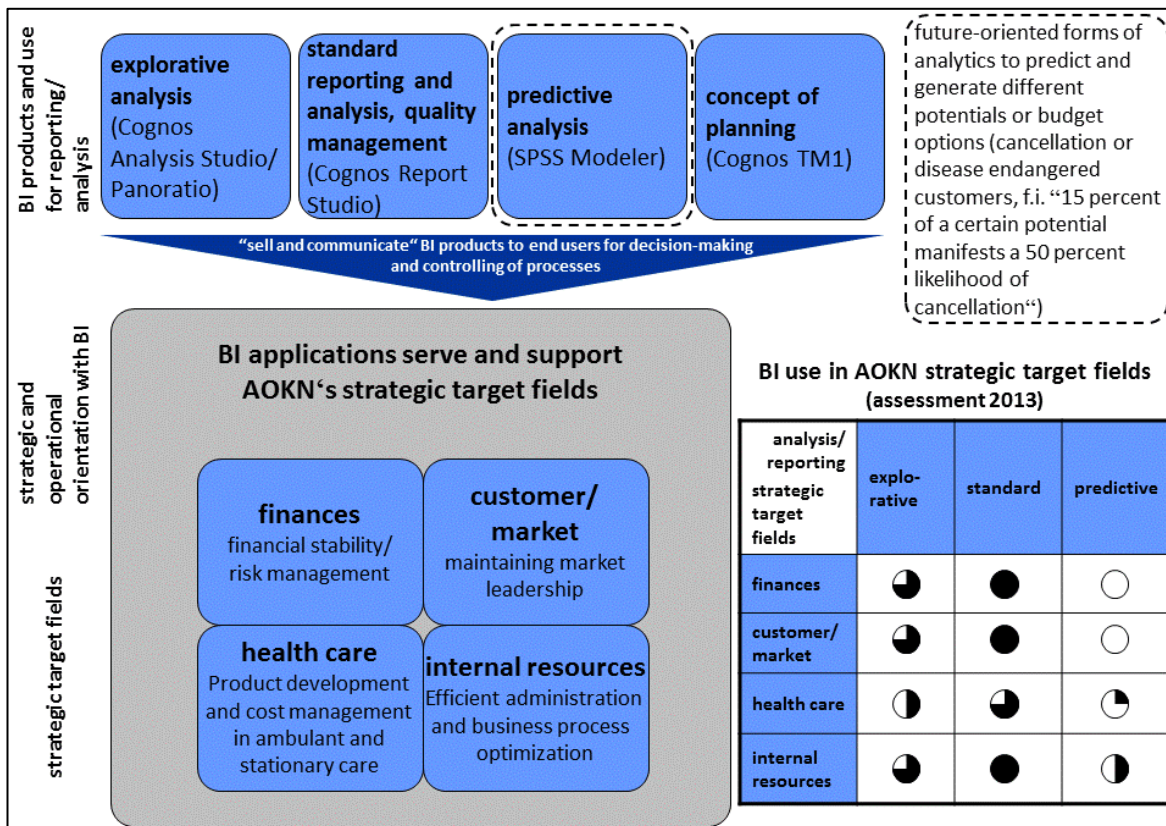 BI products and use
for reporting/
analysis
explorative
analysis
(Cognos
Analysis Studio/
Panoratio)
standard
reporting and
analysis, quality
management
(Cognos Report
Studio)
predictive
analysis
(SPSS Modeler)
concept of
planning
(Cognos TM1)
future-oriented forms of
analytics to predict and
generate different
potentials or budget
options (cancellation or
disease endangered
customers, f.i. “15 percent
of a certain potential
manifests a 50 percent
likelihood of
cancellation“)
“sell and communicate“ BI products to end users for decision-making
and controlling of processes
strategic and
operational
orientation with BI
BI applications serve and support
AOKN‘s strategic target fields
strategic target fields
finances
financial stability/
risk management
customer/
market
maintaining market
leadership
health care
Product development
and cost management
in ambulant and
stationary care
internal resources
Efficient administration
and business process
optimization
BI use in AOKN strategic target fields
(assessment 2013)
analysis/
reporting
strategic
target
fields
explo-
rative
standard
predictive
finances
customer/
market
health care
internal
resources